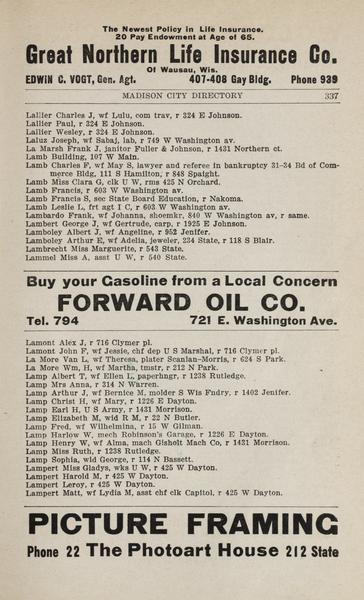 The Newest Policy in Life Insurance.
20 Pay Endowment at Age of 65.
Great Northern Life Insurance Co.
Of Wausau, Wis.
EDWIN C. VOGT, Gen. Agt. 407-408 Gay Bldg. Phone 939
MADISON CITY DIRECTORY 337
Lallier Charles J, wf Lulu, com trav, r 324 E Johnson.
Lallier Paul, r 324 E Johnson.
Lallier Wesley, r 324 E Johnson.
Laluz Joseph, wf Sabaj, lab, r 749 W Washington av.
La Marsh Frank J, janitor Fuller & Johnson, r 1431 Northern ct.
Lamb Building, 107 W Main.
Lamb Charles F, wf May S, lawyer and referee in bankruptcy 31-34 Bd of Com-
merce Bldg, 111 S Hamilton, r 848 Spaight.
Lamb Miss Clara G, clk U W, rms 425 N Orchard.
Lamb Francis, r 603 W Washington av.
Lamb Francis S, sec State Board Education, r Nakoma.
Lamb Leslie L, frt agt I C, r 603 W Washington av.
Lambardo Frank, wf Johanna, shoemkr, 840 W Washington av, r same.
Lambert George J, wf Gertrude, carp, r 1925 E Johnson.
Lamboley Albert J, wf Angeline, r 952 Jenifer.
Lamboley Arthur E, wf Adelia, jeweler, 234 State, r 118 S Blair.
Lambrecht Miss Marguerite, r 543 State.
Lammel Miss A, asst U W, r 540 State.
Buy your Gasoline from a Local Concern
FORWARD OIL CO.
Tel. 794 721 E. Washington Ave.
Lamont Alex J, r 716 Clymer pl.
Lamont John F, wf Jessie, chf dep U S Marshal, r 716 Clymer pl.
La More Van L, wf Theresa, plater Scanlan-Morris, r 624 S Park.
La More Wm, H, wf Martha, tmstr, r 212 N Park.
Lamp Albert T, wf Ellen L, paperhngr, r 1238 Rutledge.
Lamp Mrs Anna, r 314 N Warren.
Lamp Arthur J, wf Bernice M, molder S Wis Fndry, r 1402 Jenifer.
Lamp Christ H, wf Mary, r 1226 E Dayton.
Lamp Earl H, U S Army, r 1431 Morrison.
Lamp Elizabeth M, wid R M, r 22 N Butler.
Lamp Fred, wf Wilhelmina, r 15 W Gilman.
Lamp Harlow W, mech Robinson's Garage, r 1226 E Dayton.
Lamp Henry W, wf Alma, mach Gisholt Mach Co, r 1431 Morrison.
Lamp Miss Ruth, r 1238 Rutledge.
Lamp Sophia, wid George, r 114 N Bassett.
Lampert Miss Gladys, wks U W, r 425 W Dayton.
Lampert Harold M, r 425 W Dayton.
Lampert Leroy, r 425 W Dayton.
Lampert Matt, wf Lydia M, asst chf clk Capitol, r 425 W Dayton.
PICTURE FRAMING
Phone 22 The Photoart House 212 State